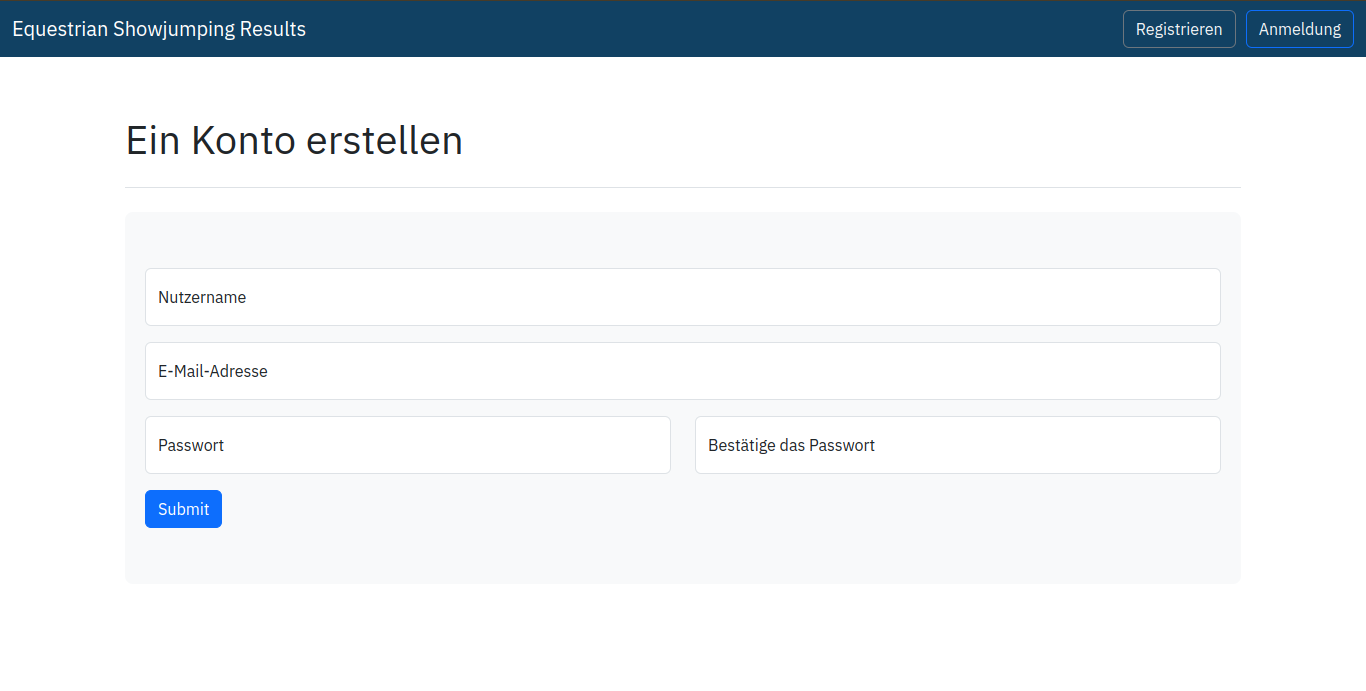 Equestrian Showjumping Results
Registrieren
Anmeldung
Ein Konto erstellen
Nutzername
E-Mail-Adresse
Passwort
Bestätige das Passwort
Submit